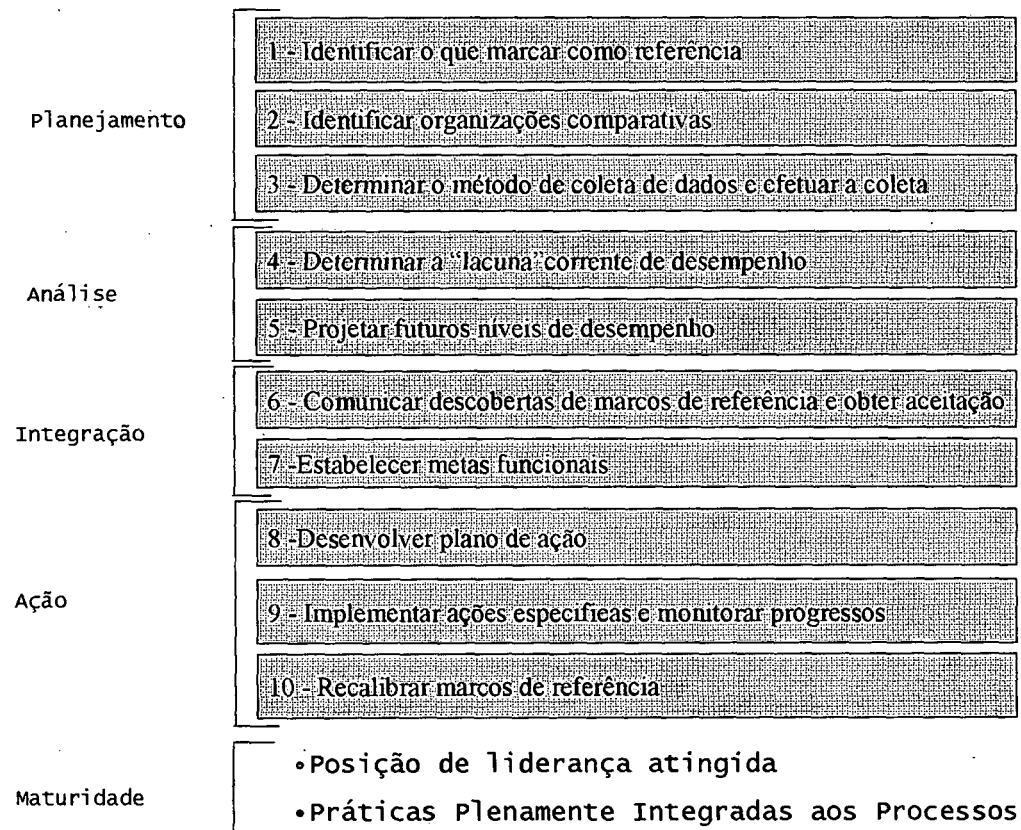 Planejamento
1 - Identificar o que marcar como referência
2 - Identificar organizações comparativas
3 - Determinar o método de coleta de dados e efetuar a coleta
Análise
4 - Determinar a "lacuna"corrente de desempenho
5 - Projetar futuros níveis de desempenho
Integração
6 - Comunicar descobertas de marcos de referência e obter aceitação
7 -Estabelecer metas funcionais
Ação
8 -Desenvolver plano de ação
9 - Implementar ações específicas e monitorar progressos
10 - Recalibrar marcos de referência
Maturidade
•Posição de liderança atingida
•Práticas Plenamente Integradas aos Processos